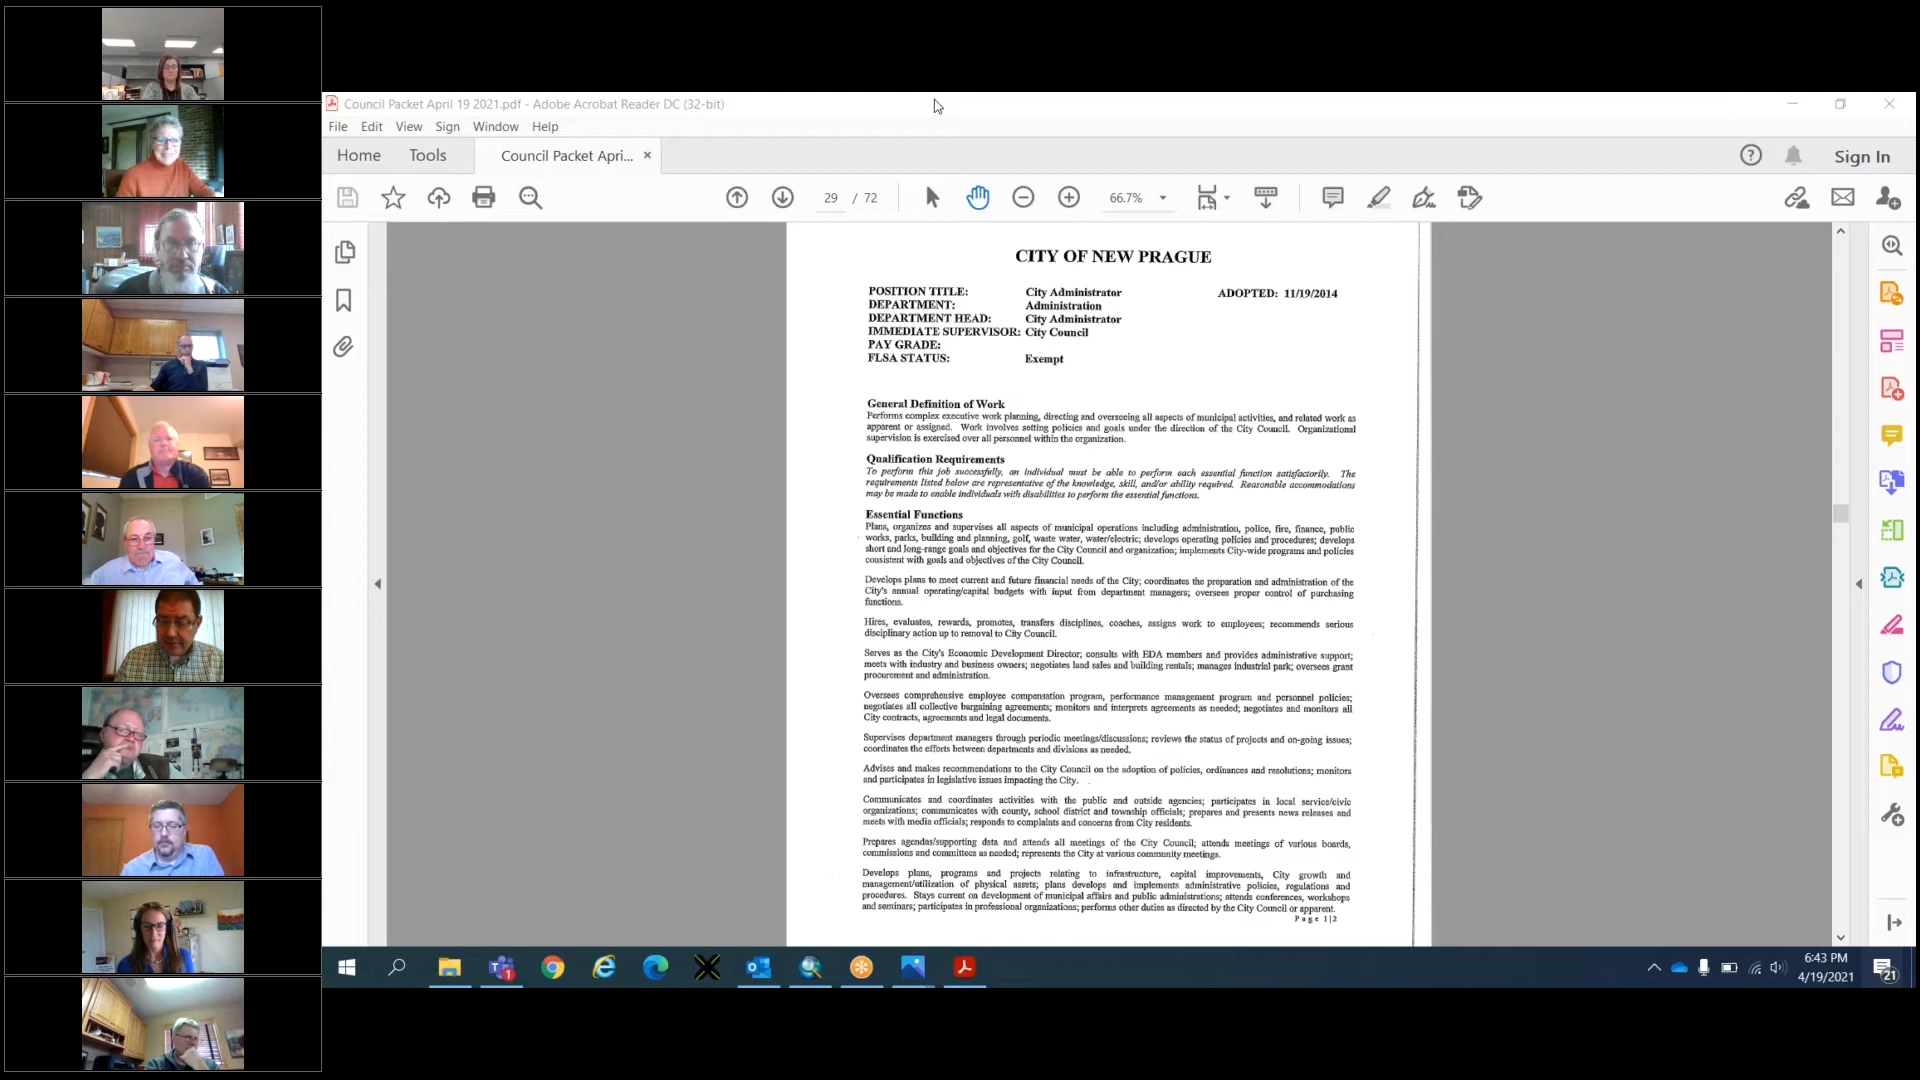 Council Packet April 19 2021.pdf - Adobe Acrobat Reader DC (32-bit)
File Edit View Sign Window Help
Home Tools Council Packet Apri... × Sign In
29 / 72 66.7%
CITY OF NEW PRAGUE
POSITION TITLE: City Administrator ADOPTED: 11/19/2014
DEPARTMENT: Administration
DEPARTMENT HEAD: City Administrator
IMMEDIATE SUPERVISOR: City Council
PAY GRADE:
FLSA STATUS: Exempt
General Definition of Work
Performs complex executive work planning, directing and overseeing all aspects of municipal activities, and related work as
apparent or assigned. Work involves setting policies and goals under the direction of the City Council. Organizational
supervision is exercised over all personnel within the organization.
Qualification Requirements
To perform this job successfully, an individual must be able to perform each essential function satisfactorily. The
requirements listed below are representative of the knowledge, skill, and/or ability required. Reasonable accommodations
may be made to enable individuals with disabilities to perform the essential functions.
Essential Functions
Plans, organizes and supervises all aspects of municipal operations including administration, police, fire, finance, public
works, parks, building and planning, golf, waste water, water/electric; develops operating policies and procedures; develops
short and long-range goals and objectives for the City Council and organization; implements City-wide programs and policies
consistent with goals and objectives of the City Council.
Develops plans to meet current and future financial needs of the City; coordinates the preparation and administration of the
City's annual operating/capital budgets with input from department managers; oversees proper control of purchasing
functions.
Hires, evaluates, rewards, promotes, transfers disciplines, coaches, assigns work to employees; recommends serious
disciplinary action up to removal to City Council.
Serves as the City's Economic Development Director; consults with EDA members and provides administrative support;
meets with industry and business owners; negotiates land sales and building rentals; manages industrial park; oversees grant
procurement and administration.
Oversees comprehensive employee compensation program, performance management program and personnel policies;
negotiates all collective bargaining agreements; monitors and interprets agreements as needed; negotiates and monitors all
City contracts, agreements and legal documents.
Supervises department managers through periodic meetings/discussions; reviews the status of projects and on-going issues;
coordinates the efforts between departments and divisions as needed.
Advises and makes recommendations to the City Council on the adoption of policies, ordinances and resolutions; monitors
and participates in legislative issues impacting the City.
Communicates and coordinates activities with the public and outside agencies; participates in local service/civic
organizations; communicates with county, school district and township officials; prepares and presents news releases and
meets with media officials; responds to complaints and concerns from City residents.
Prepares agendas/supporting data and attends all meetings of the City Council; attends meetings of various boards,
commissions and committees as needed; represents the City at various community meetings.
Develops plans, programs and projects relating to infrastructure, capital improvements, City growth and
management/utilization of physical assets; plans develops and implements administrative policies, regulations and
procedures. Stays current on development of municipal affairs and public administrations; attends conferences, workshops
and seminars; participates in professional organizations; performs other duties as directed by the City Council or apparent.
Page 1|2
6:43 PM
4/19/2021
21